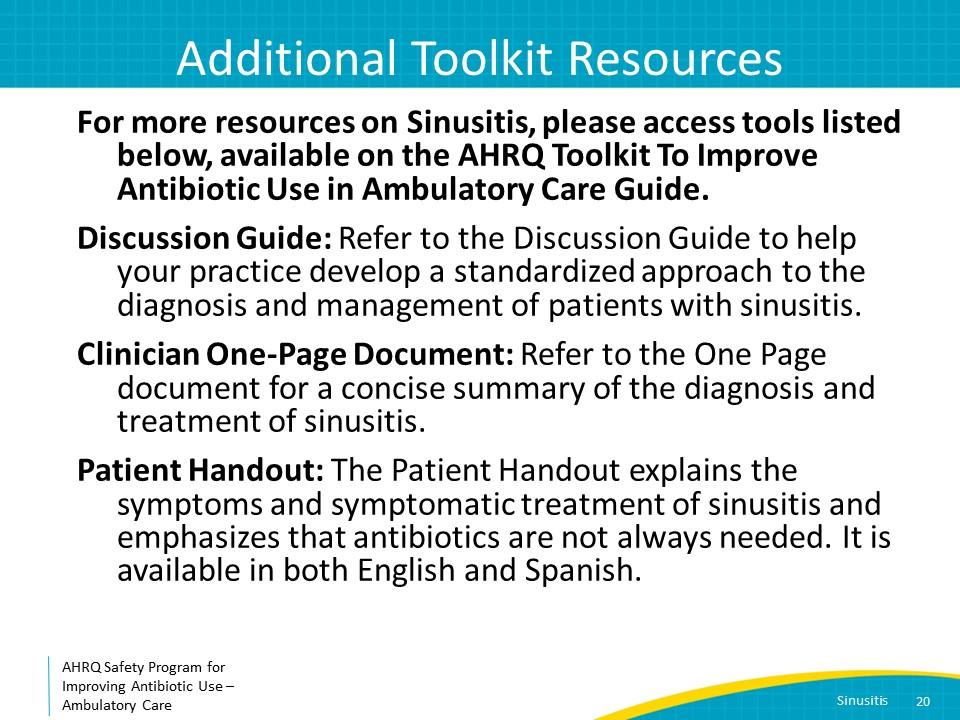 Additional Toolkit Resources
For more resources on Sinusitis, please access tools listed
below, available on the AHRQ Toolkit To Improve
Antibiotic Use in Ambulatory Care Guide.
Discussion Guide: Refer to the Discussion Guide to help
your practice develop a standardized approach to the
diagnosis and management of patients with sinusitis.
Clinician One-Page Document: Refer to the One Page
document for a concise summary of the diagnosis and
treatment of sinusitis.
Patient Handout: The Patient Handout explains the
symptoms and symptomatic treatment of sinusitis and
emphasizes that antibiotics are not always needed. It is
available in both English and Spanish.
AHRQ Safety Program for
Improving Antibiotic Use –
Ambulatory Care
Sinusitis 20